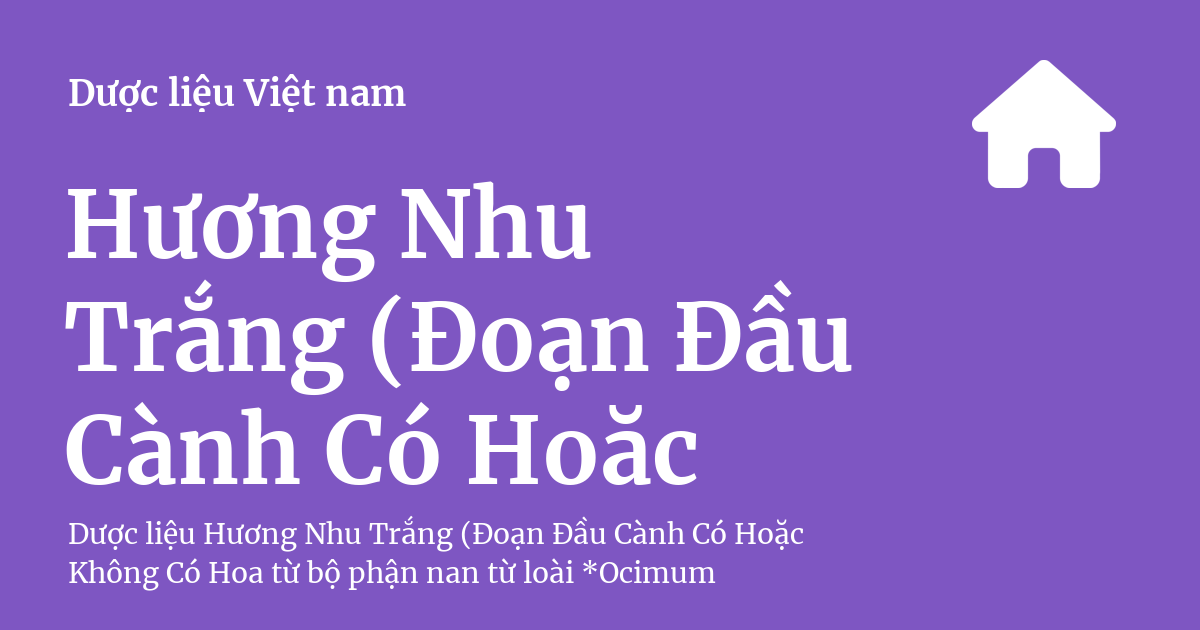 Dược liệu Việt nam
Hương Nhu
Trắng (Đoạn Đầu
Cành Có Hoăc
Dược liệu Hương Nhu Trắng (Đoạn Đầu Cành Có Hoặc
Không Có Hoa từ bộ phận nan từ loài *Ocimum